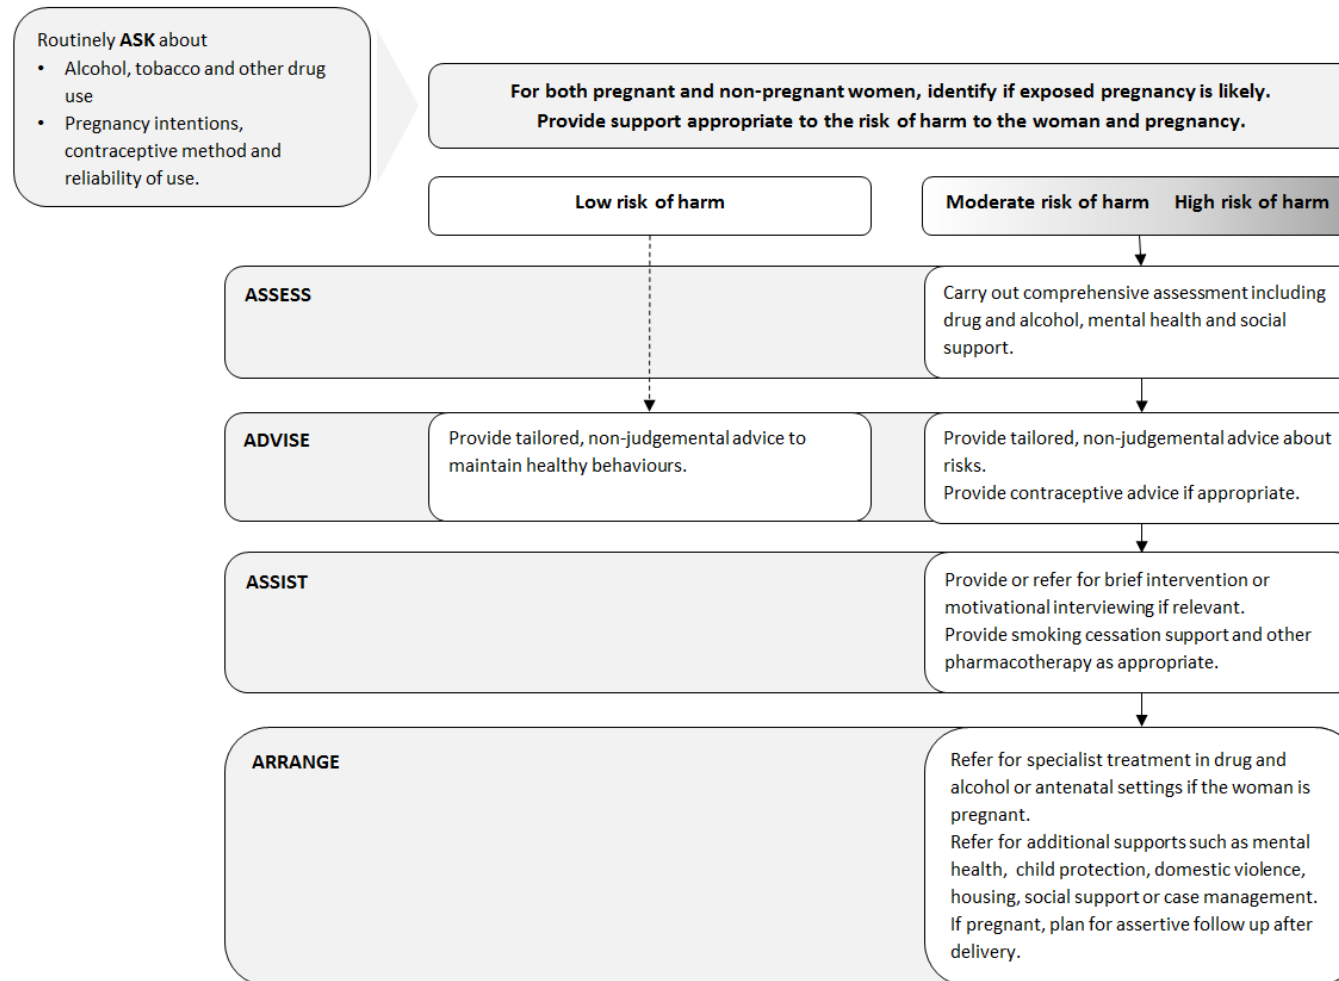 Routinely ASK about
• Alcohol, tobacco and other drug
use
• Pregnancy intentions,
contraceptive method and
reliability of use.
For both pregnant and non-pregnant women, identify if exposed pregnancy is likely.
Provide support appropriate to the risk of harm to the woman and pregnancy.
Low risk of harm
Moderate risk of harm High risk of harm
ASSESS
Carry out comprehensive assessment including
drug and alcohol, mental health and social
support.
ADVISE
Provide tailored, non-judgemental advice to
maintain healthy behaviours.
Provide tailored, non-judgemental advice about
risks.
Provide contraceptive advice if appropriate.
ASSIST
Provide or refer for brief intervention or
motivational interviewing if relevant.
Provide smoking cessation support and other
pharmacotherapy as appropriate.
ARRANGE
Refer for specialist treatment in drug and
alcohol or antenatal settings if the woman is
pregnant.
Refer for additional supports such as mental
health, child protection, domestic violence,
housing, social support or case management.
If pregnant, plan for assertive follow up after
delivery.